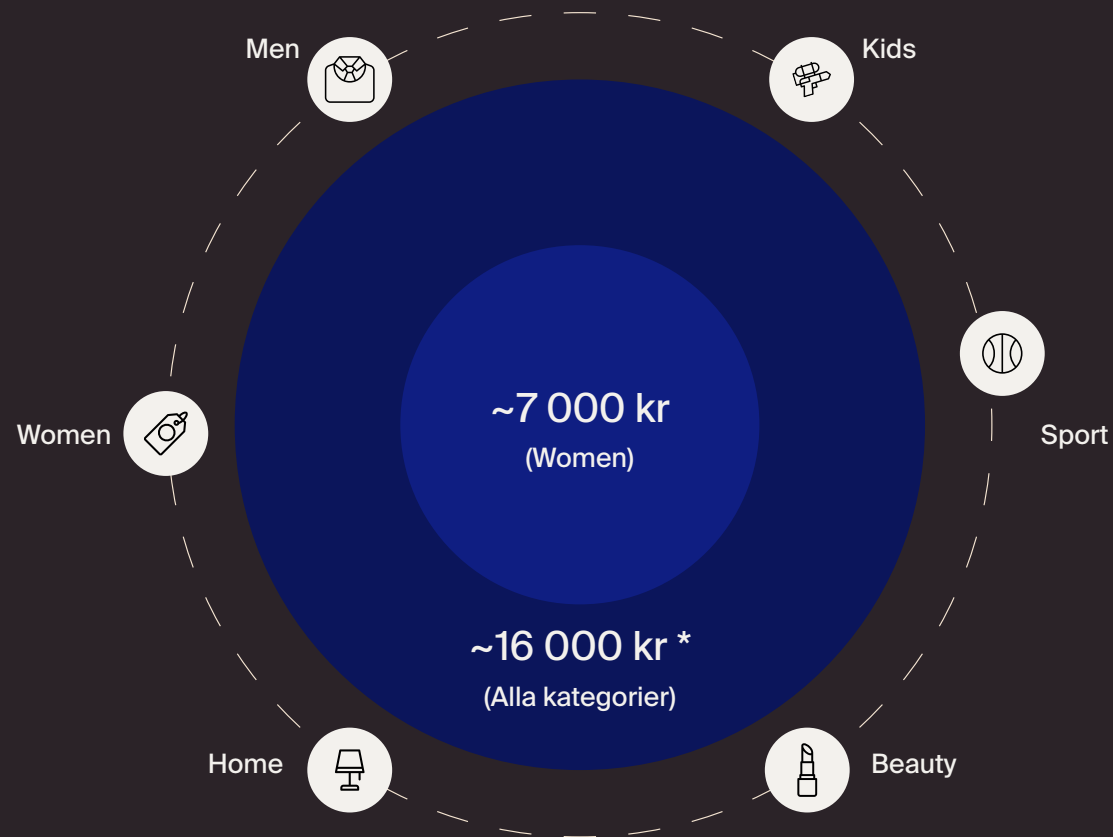 Men
Kids
Women
Sport
~7 000 kr
(Women)
~16 000 kr *
(Alla kategorier)
Home
Beauty